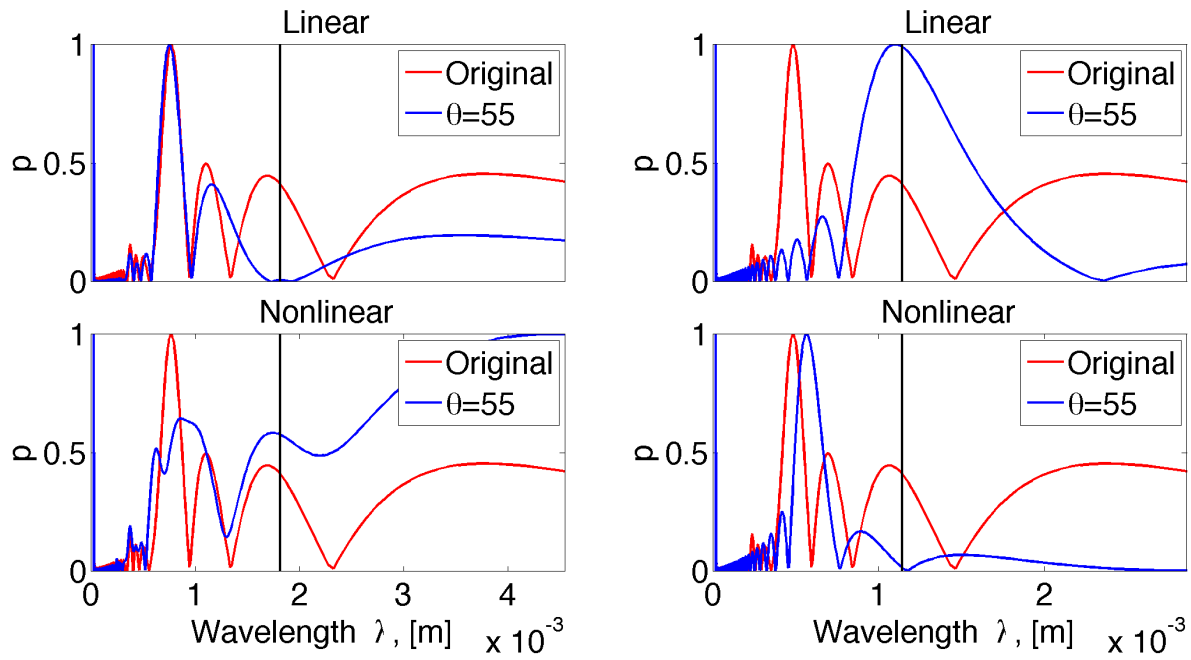 Linear
1
0.5
0
p
Original
θ=55
Nonlinear
1
0.5
0
p
Original
θ=55
0 1 2 3 4
Wavelength λ, [m]
x 10⁻³
Linear
1
0.5
0
p
Original
θ=55
Nonlinear
1
0.5
0
p
Original
θ=55
0 1 2
Wavelength λ, [m]
x 10⁻³